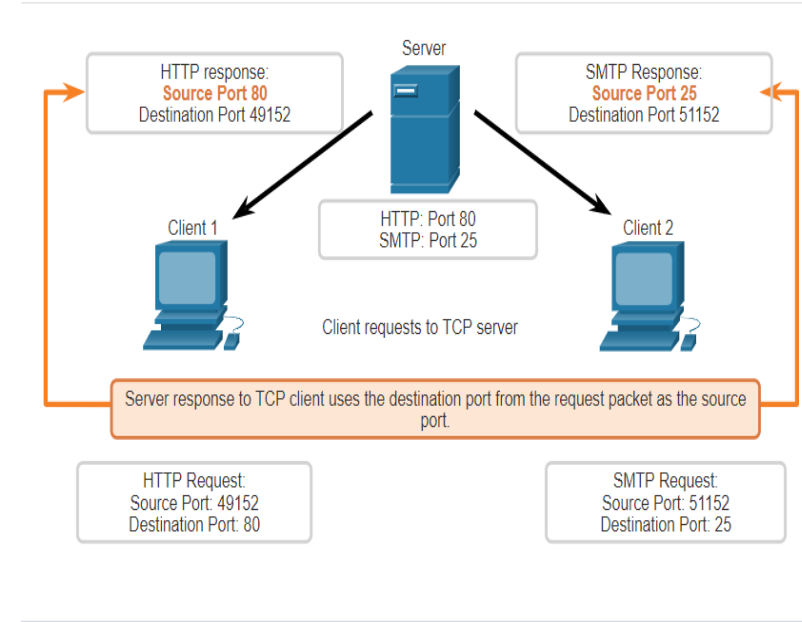 Server
HTTP response:
Source Port 80
Destination Port 49152
SMTP Response:
Source Port 25
Destination Port 51152
HTTP: Port 80
SMTP: Port 25
Client 1
Client 2
Client requests to TCP server
Server response to TCP client uses the destination port from the request packet as the source
port.
HTTP Request:
Source Port: 49152
Destination Port: 80
SMTP Request:
Source Port: 51152
Destination Port: 25